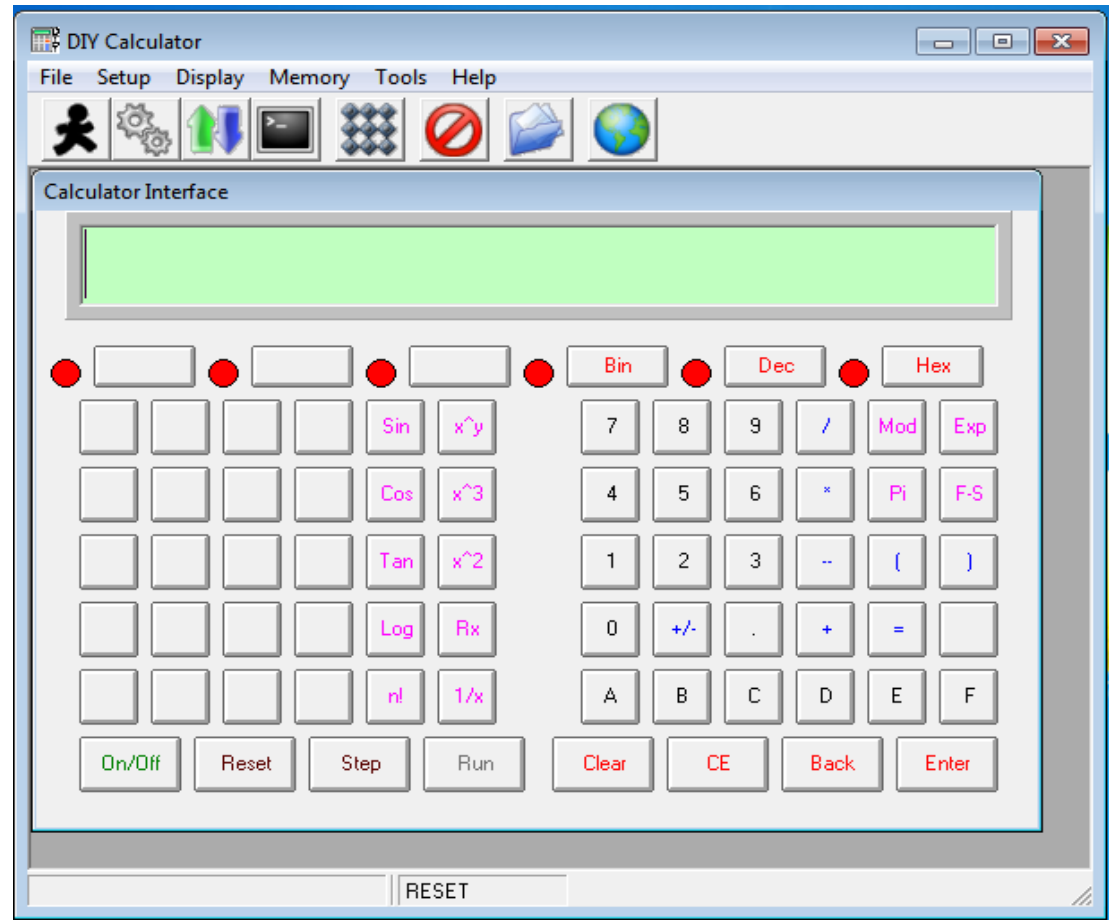 DIY Calculator
File Setup Display Memory Tools Help
>_
Calculator Interface
Bin Dec Hex
Sin x^y 7 8 9 / Mod Exp
Cos x^3 4 5 6 * Pi F-S
Tan x^2 1 2 3 -- ( )
Log Rx 0 +/- . + =
n! 1/x A B C D E F
On/Off Reset Step Run Clear CE Back Enter
RESET